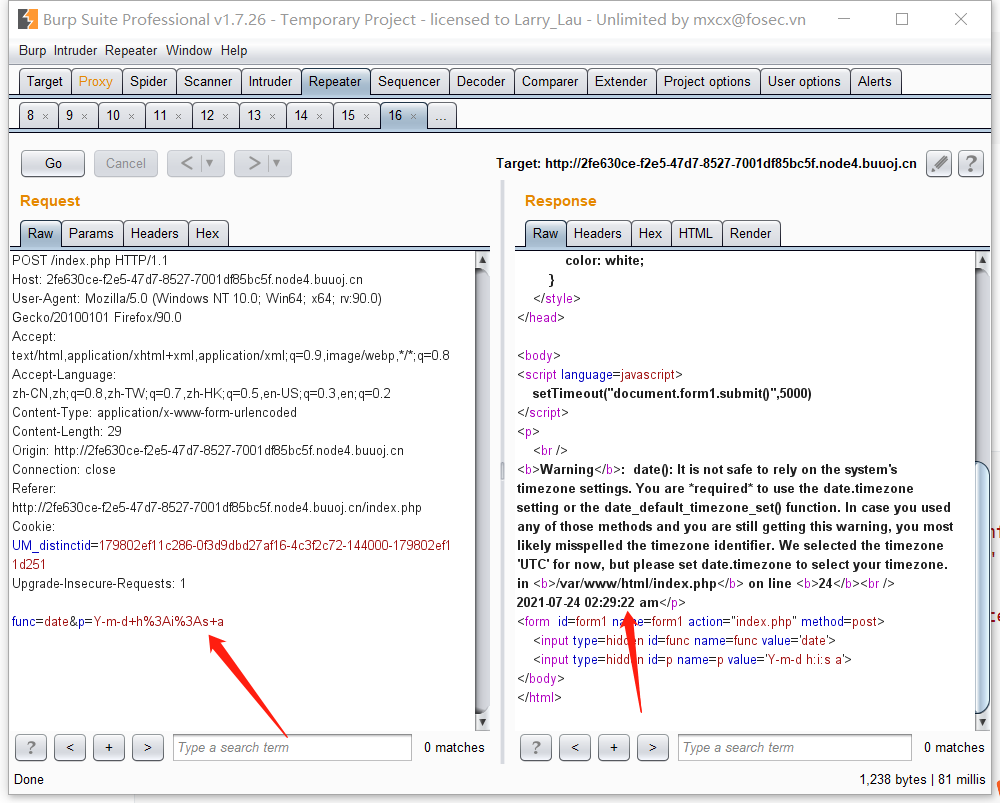 Burp Suite Professional v1.7.26 - Temporary Project - licensed to Larry_Lau - Unlimited by mxcx@fosec.vn
Burp Intruder Repeater Window Help
Target Proxy Spider Scanner Intruder Repeater Sequencer Decoder Comparer Extender Project options User options Alerts
8 × 9 × 10 × 11 × 12 × 13 × 14 × 15 × 16 × ...
Go Cancel < ▼ > ▼ Target: http://2fe630ce-f2e5-47d7-8527-7001df85bc5f.node4.buuoj.cn ?
Request
Raw Params Headers Hex
POST /index.php HTTP/1.1
Host: 2fe630ce-f2e5-47d7-8527-7001df85bc5f.node4.buuoj.cn
User-Agent: Mozilla/5.0 (Windows NT 10.0; Win64; x64; rv:90.0)
Gecko/20100101 Firefox/90.0
Accept:
text/html,application/xhtml+xml,application/xml;q=0.9,image/webp,*/*;q=0.8
Accept-Language:
zh-CN,zh;q=0.8,zh-TW;q=0.7,zh-HK;q=0.5,en-US;q=0.3,en;q=0.2
Content-Type: application/x-www-form-urlencoded
Content-Length: 29
Origin: http://2fe630ce-f2e5-47d7-8527-7001df85bc5f.node4.buuoj.cn
Connection: close
Referer:
http://2fe630ce-f2e5-47d7-8527-7001df85bc5f.node4.buuoj.cn/index.php
Cookie:
UM_distinctid=179802ef11c286-0f3d9dbd27af16-4c3f2c72-144000-179802ef1
1d251
Upgrade-Insecure-Requests: 1
func=date&p=Y-m-d+h%3Ai%3As+a
? < + > Type a search term 0 matches
Response
Raw Headers Hex HTML Render
color: white;
}
</style>
</head>
<body>
<script language=javascript>
setTimeout("document.form1.submit()",5000)
</script>
<p>
<br />
<b>Warning</b>: date(): It is not safe to rely on the system's
timezone settings. You are *required* to use the date.timezone
setting or the date_default_timezone_set() function. In case you used
any of those methods and you are still getting this warning, you most
likely misspelled the timezone identifier. We selected the timezone
'UTC' for now, but please set date.timezone to select your timezone.
in <b>/var/www/html/index.php</b> on line <b>24</b><br />
2021-07-24 02:29:22 am</p>
<form id=form1 name=form1 action="index.php" method=post>
<input type=hidden id=func name=func value='date'>
<input type=hidden id=p name=p value='Y-m-d h:i:s a'>
</body>
</html>
? < + > Type a search term 0 matches
Done 1,238 bytes | 81 millis